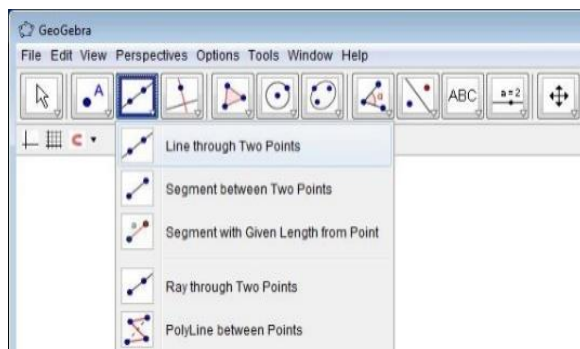 GeoGebra
File Edit View Perspectives Options Tools Window Help
A
α
ABC
a=2
Line through Two Points
Segment between Two Points
a
Segment with Given Length from Point
Ray through Two Points
PolyLine between Points